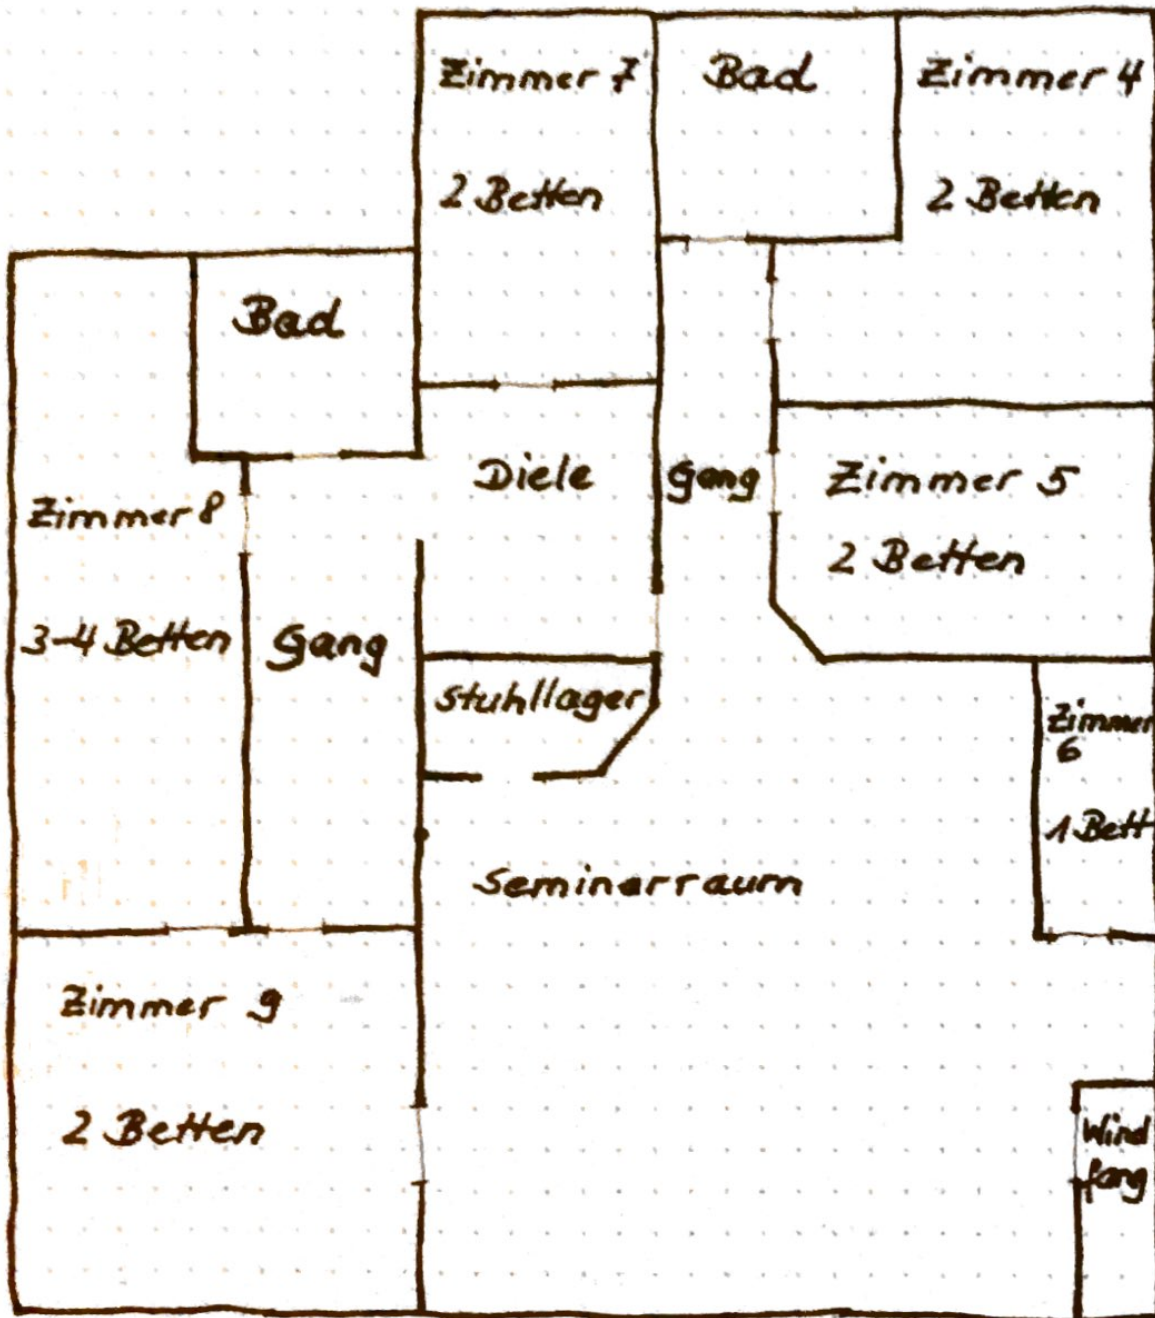 Zimmer 7
2 Betten
Bad
Zimmer 4
2 Betten
Bad
Zimmer 8
3-4 Betten
Gang
Diele
Gang
Zimmer 5
2 Betten
Stuhllager
Zimmer
6
1 Bett
Seminarraum
Zimmer 9
2 Betten
Wind
fang